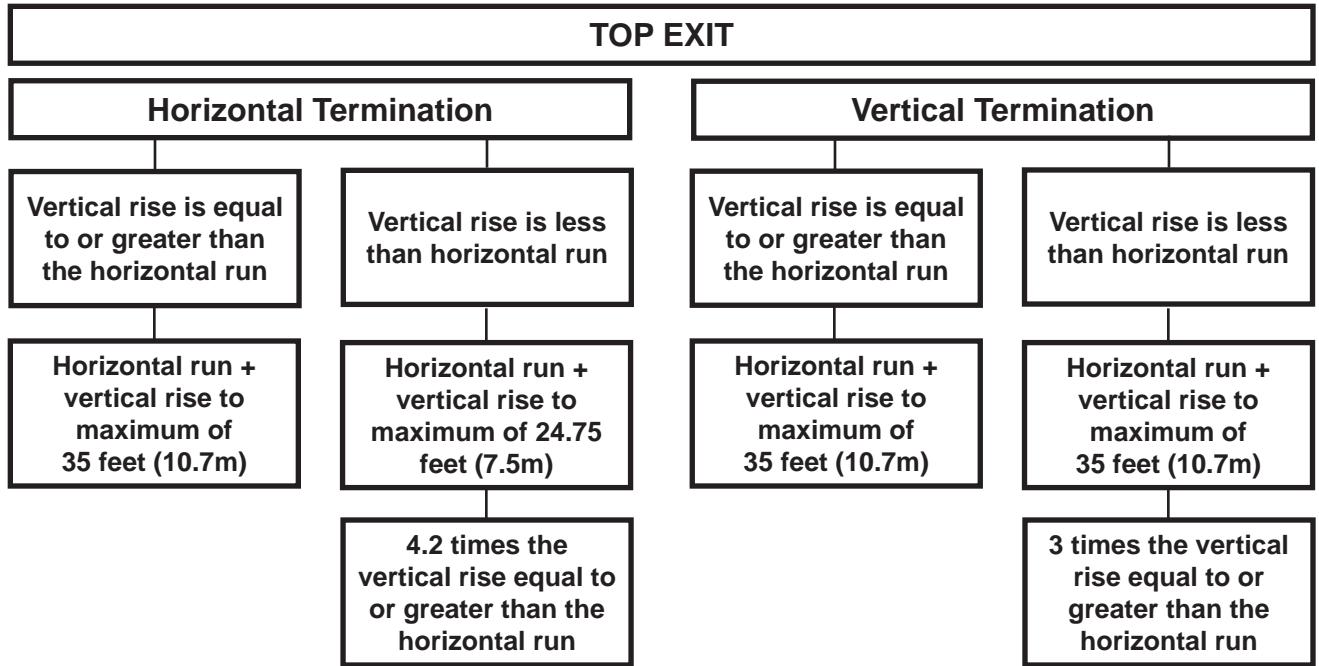 TOP EXIT
Horizontal Termination
Vertical rise is equal
to or greater than
the horizontal run
Horizontal run +
vertical rise to
maximum of
35 feet (10.7m)
Vertical rise is less
than horizontal run
Horizontal run +
vertical rise to
maximum of 24.75
feet (7.5m)
4.2 times the
vertical rise equal to
or greater than the
horizontal run
Vertical Termination
Vertical rise is equal
to or greater than
the horizontal run
Horizontal run +
vertical rise to
maximum of
35 feet (10.7m)
Vertical rise is less
than horizontal run
Horizontal run +
vertical rise to
maximum of
35 feet (10.7m)
3 times the vertical
rise equal to or
greater than the
horizontal run